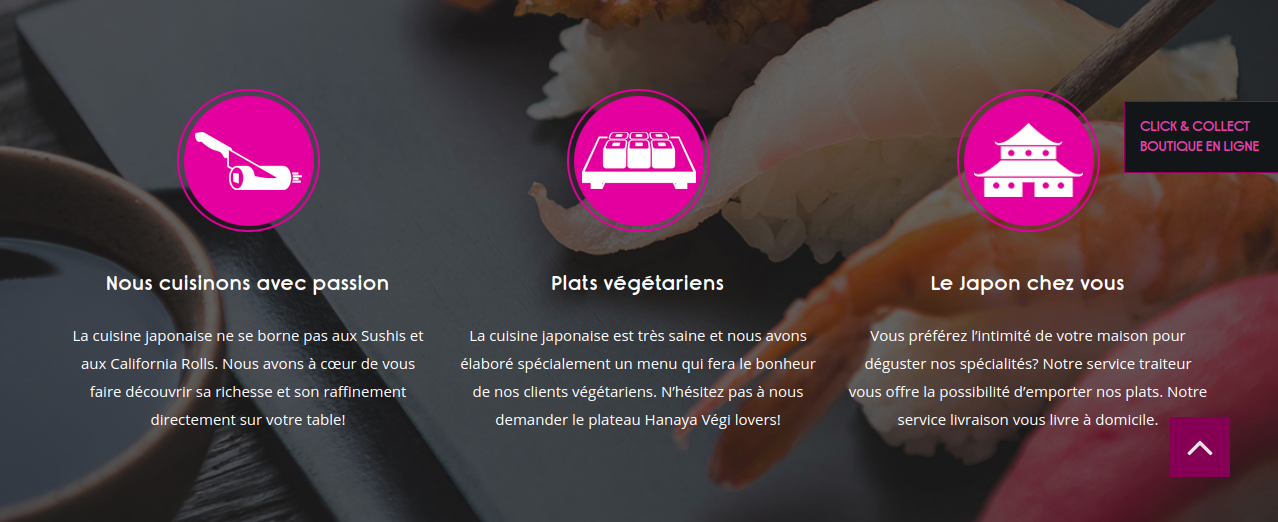 CLICK & COLLECT
BOUTIQUE EN LIGNE
Nous cuisinons avec passion
La cuisine japonaise ne se borne pas aux Sushis et
aux California Rolls. Nous avons à cœur de vous
faire découvrir sa richesse et son raffinement
directement sur votre table!
Plats végétariens
La cuisine japonaise est très saine et nous avons
élaboré spécialement un menu qui fera le bonheur
de nos clients végétariens. N’hésitez pas à nous
demander le plateau Hanaya Végi lovers!
Le Japon chez vous
Vous préférez l’intimité de votre maison pour
déguster nos spécialités? Notre service traiteur
vous offre la possibilité d’emporter nos plats. Notre
service livraison vous livre à domicile.